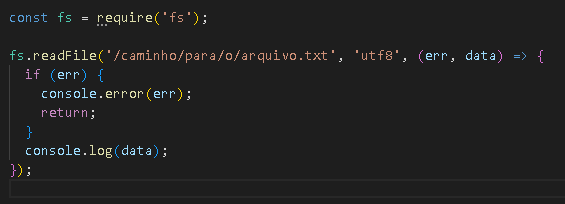 const fs = require('fs');
fs.readFile('/caminho/para/o/arquivo.txt', 'utf8', (err, data) => {
if (err) {
console.error(err);
return;
}
console.log(data);
});